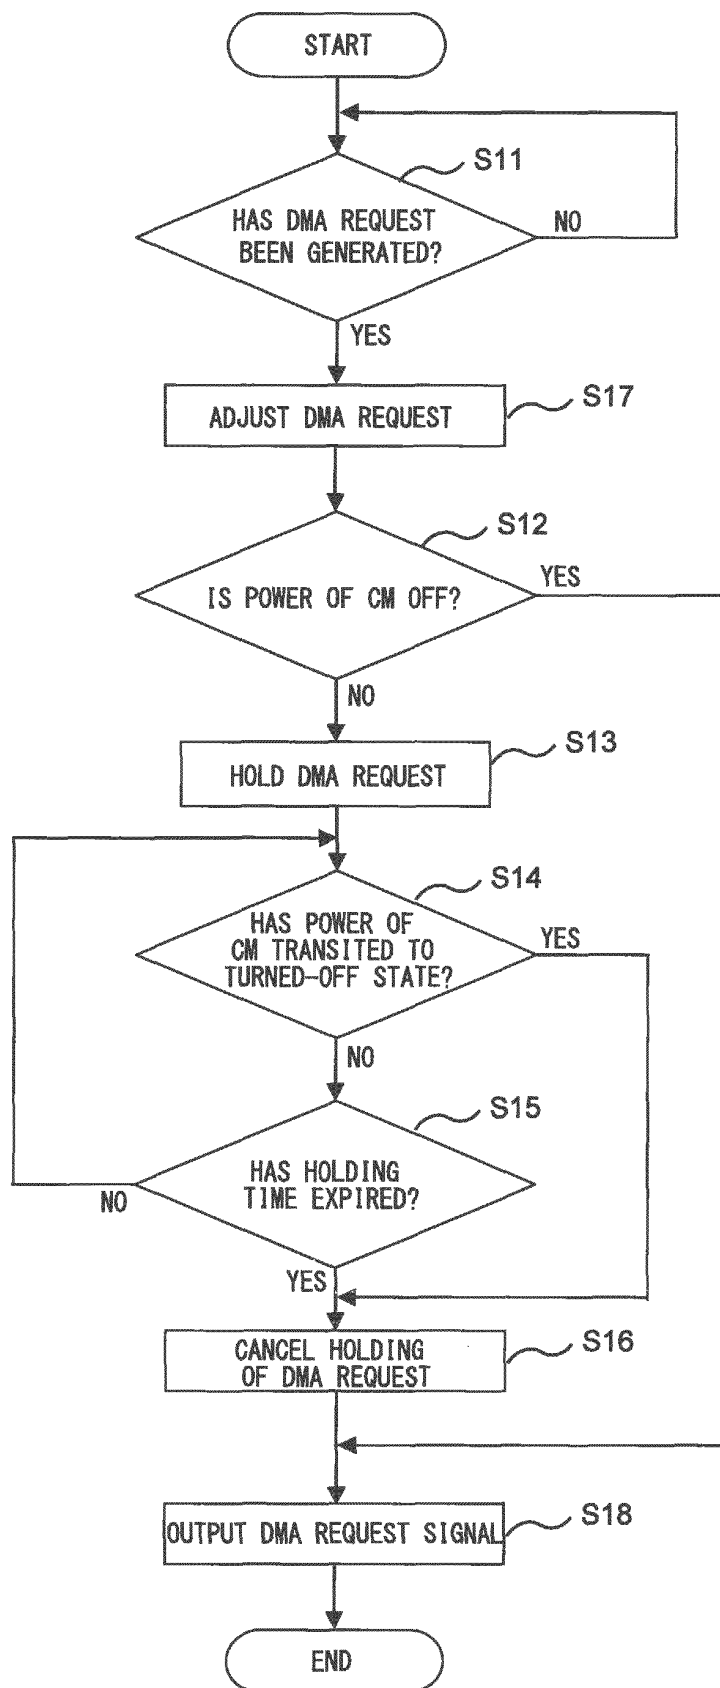 START
S11
HAS DMA REQUEST
BEEN GENERATED?
NO
YES
S17
ADJUST DMA REQUEST
S12
IS POWER OF CM OFF?
YES
NO
S13
HOLD DMA REQUEST
S14
HAS POWER OF
CM TRANSITED TO
TURNED-OFF STATE?
YES
NO
S15
HAS HOLDING
TIME EXPIRED?
NO
YES
S16
CANCEL HOLDING
OF DMA REQUEST
S18
OUTPUT DMA REQUEST SIGNAL
END